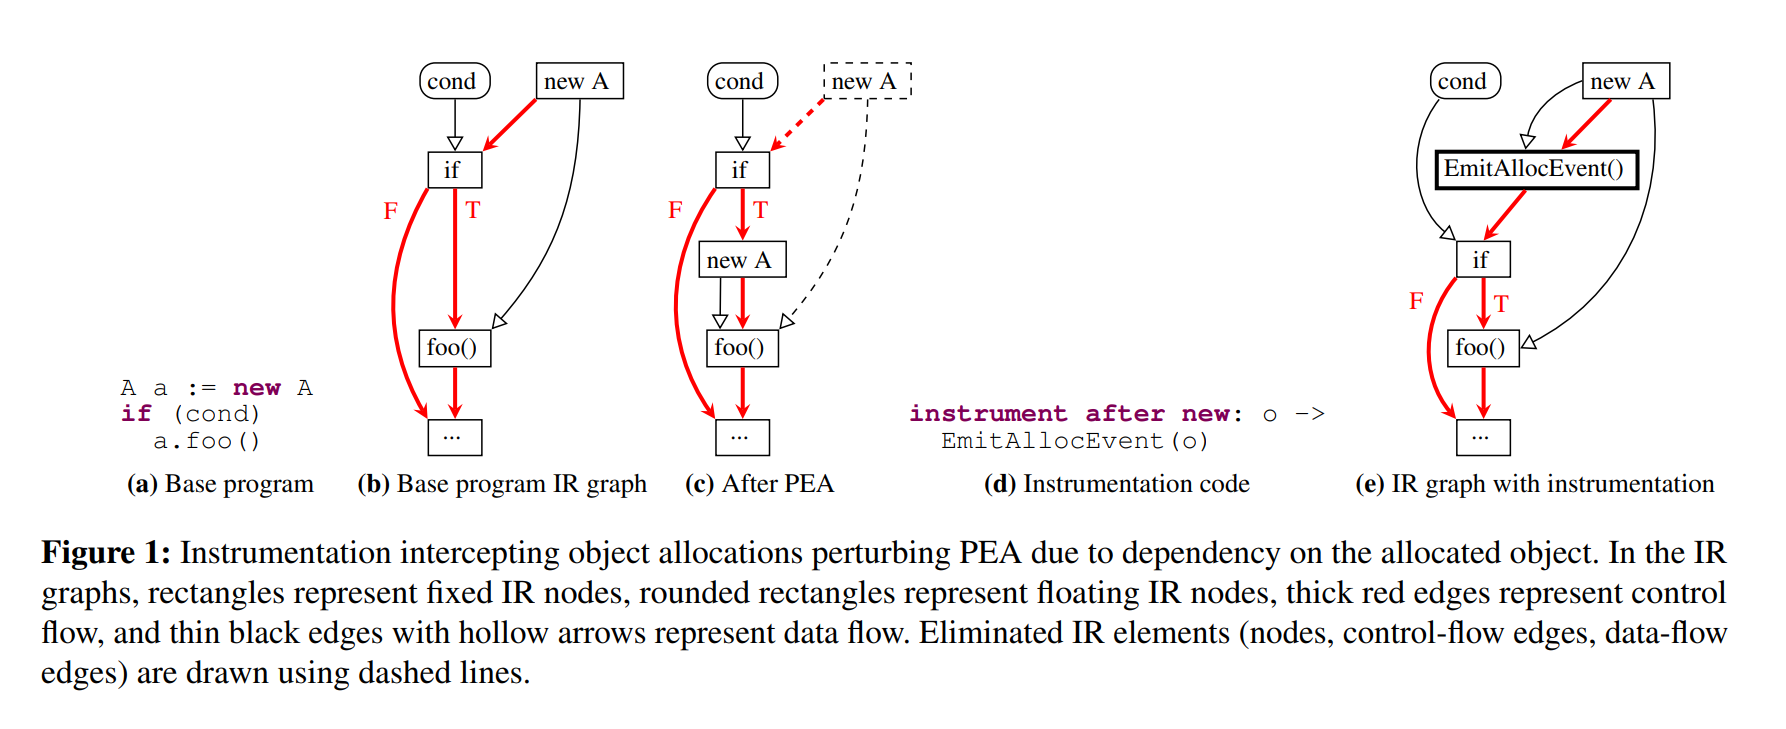 A a := new A
if (cond)
a.foo()
(a) Base program
cond
new A
if
F
T
foo()
...
(b) Base program IR graph
cond
new A
if
F
T
new A
foo()
...
(c) After PEA
instrument after new: o ->
EmitAllocEvent(o)
(d) Instrumentation code
cond
new A
EmitAllocEvent()
if
F
T
foo()
...
(e) IR graph with instrumentation
Figure 1: Instrumentation intercepting object allocations perturbing PEA due to dependency on the allocated object. In the IR
graphs, rectangles represent fixed IR nodes, rounded rectangles represent floating IR nodes, thick red edges represent control
flow, and thin black edges with hollow arrows represent data flow. Eliminated IR elements (nodes, control-flow edges, data-flow
edges) are drawn using dashed lines.